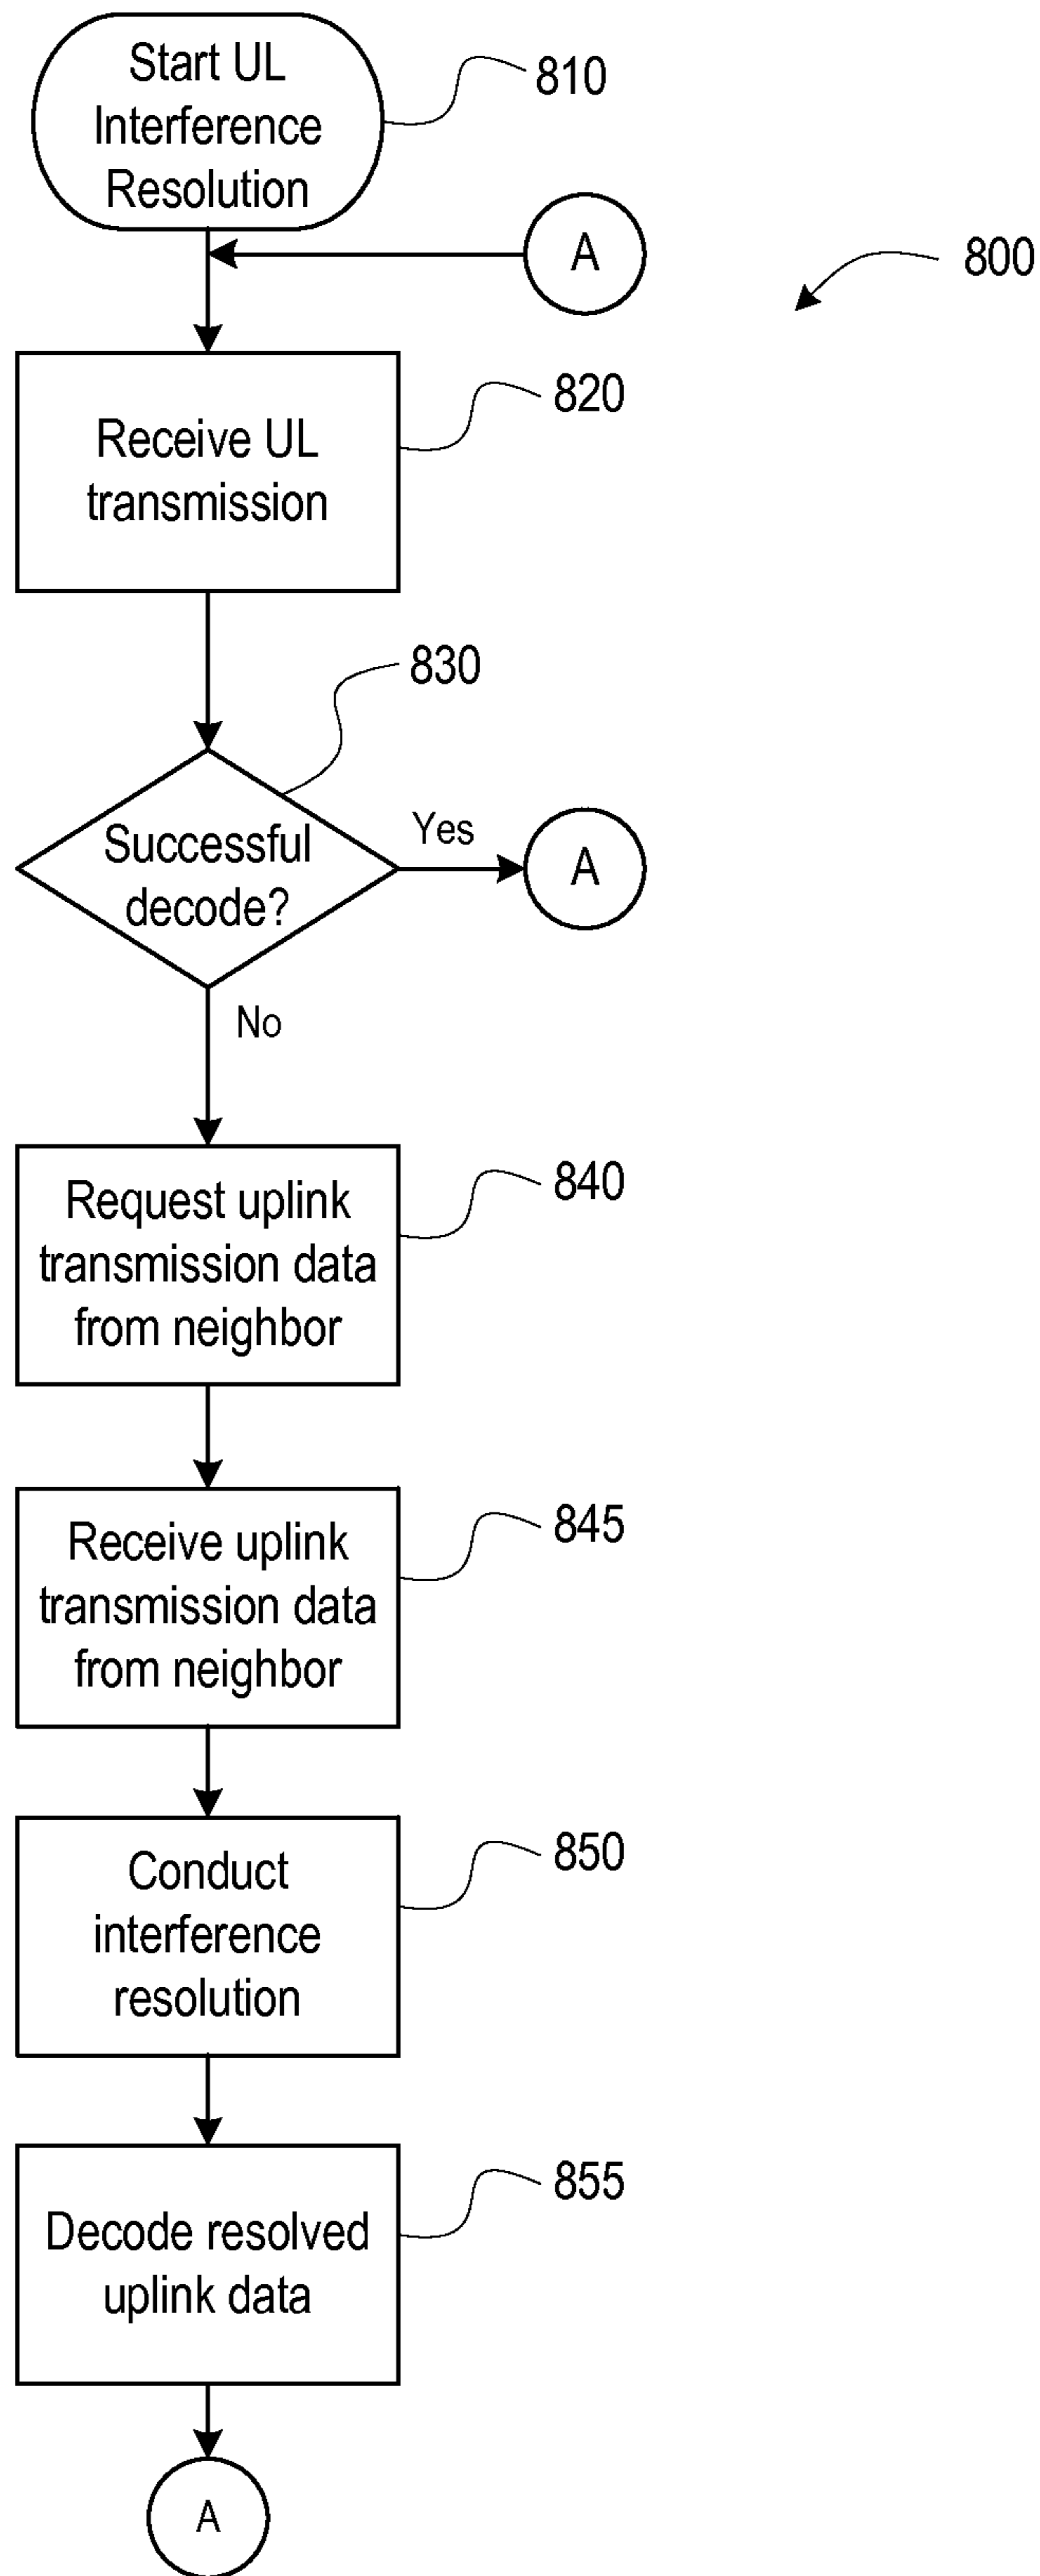 Start UL
Interference
Resolution
810
A
800
Receive UL
transmission
820
830
Successful
decode?
Yes
A
No
Request uplink
transmission data
from neighbor
840
Receive uplink
transmission data
from neighbor
845
Conduct
interference
resolution
850
Decode resolved
uplink data
855
A